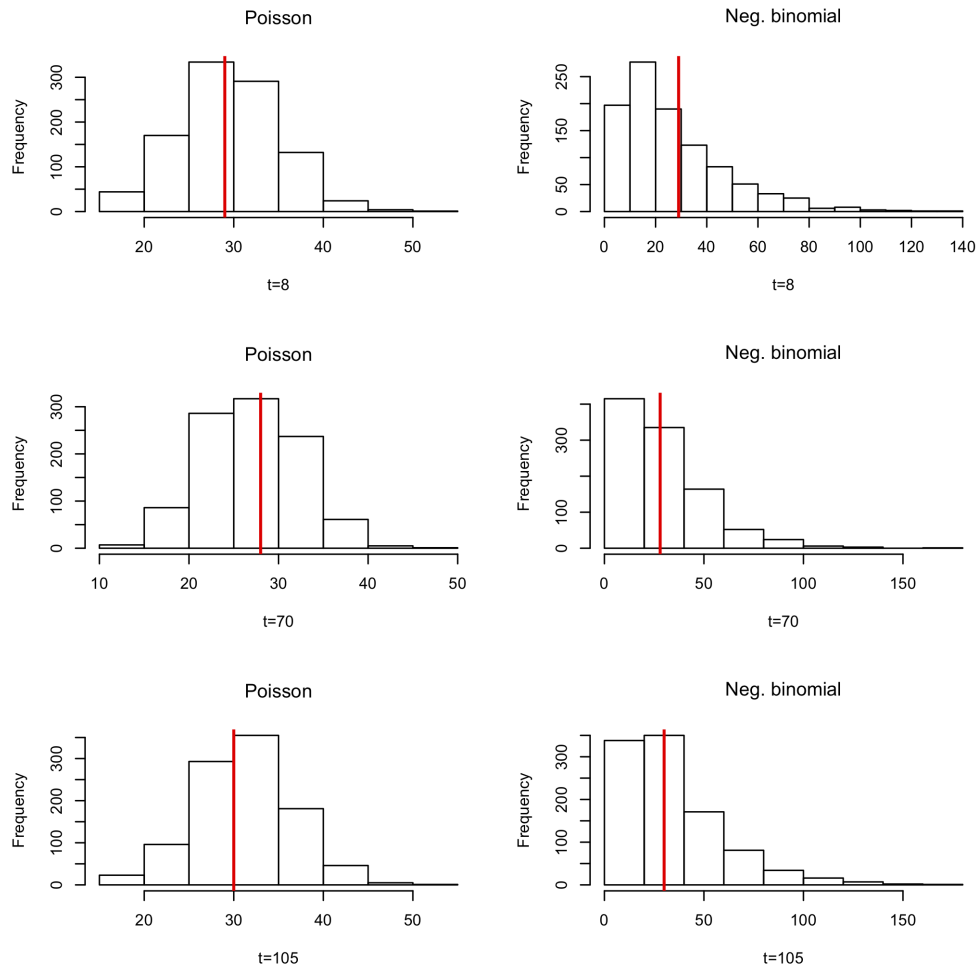 Poisson
Frequency
0 100 200 300
20 30 40 50
t=8
Neg. binomial
Frequency
0 50 150 250
0 20 40 60 80 100 120 140
t=8
Poisson
Frequency
0 100 200 300
10 20 30 40 50
t=70
Neg. binomial
Frequency
0 100 300
0 50 100 150
t=70
Poisson
Frequency
0 100 200 300
20 30 40 50
t=105
Neg. binomial
Frequency
0 100 200 300
0 50 100 150
t=105